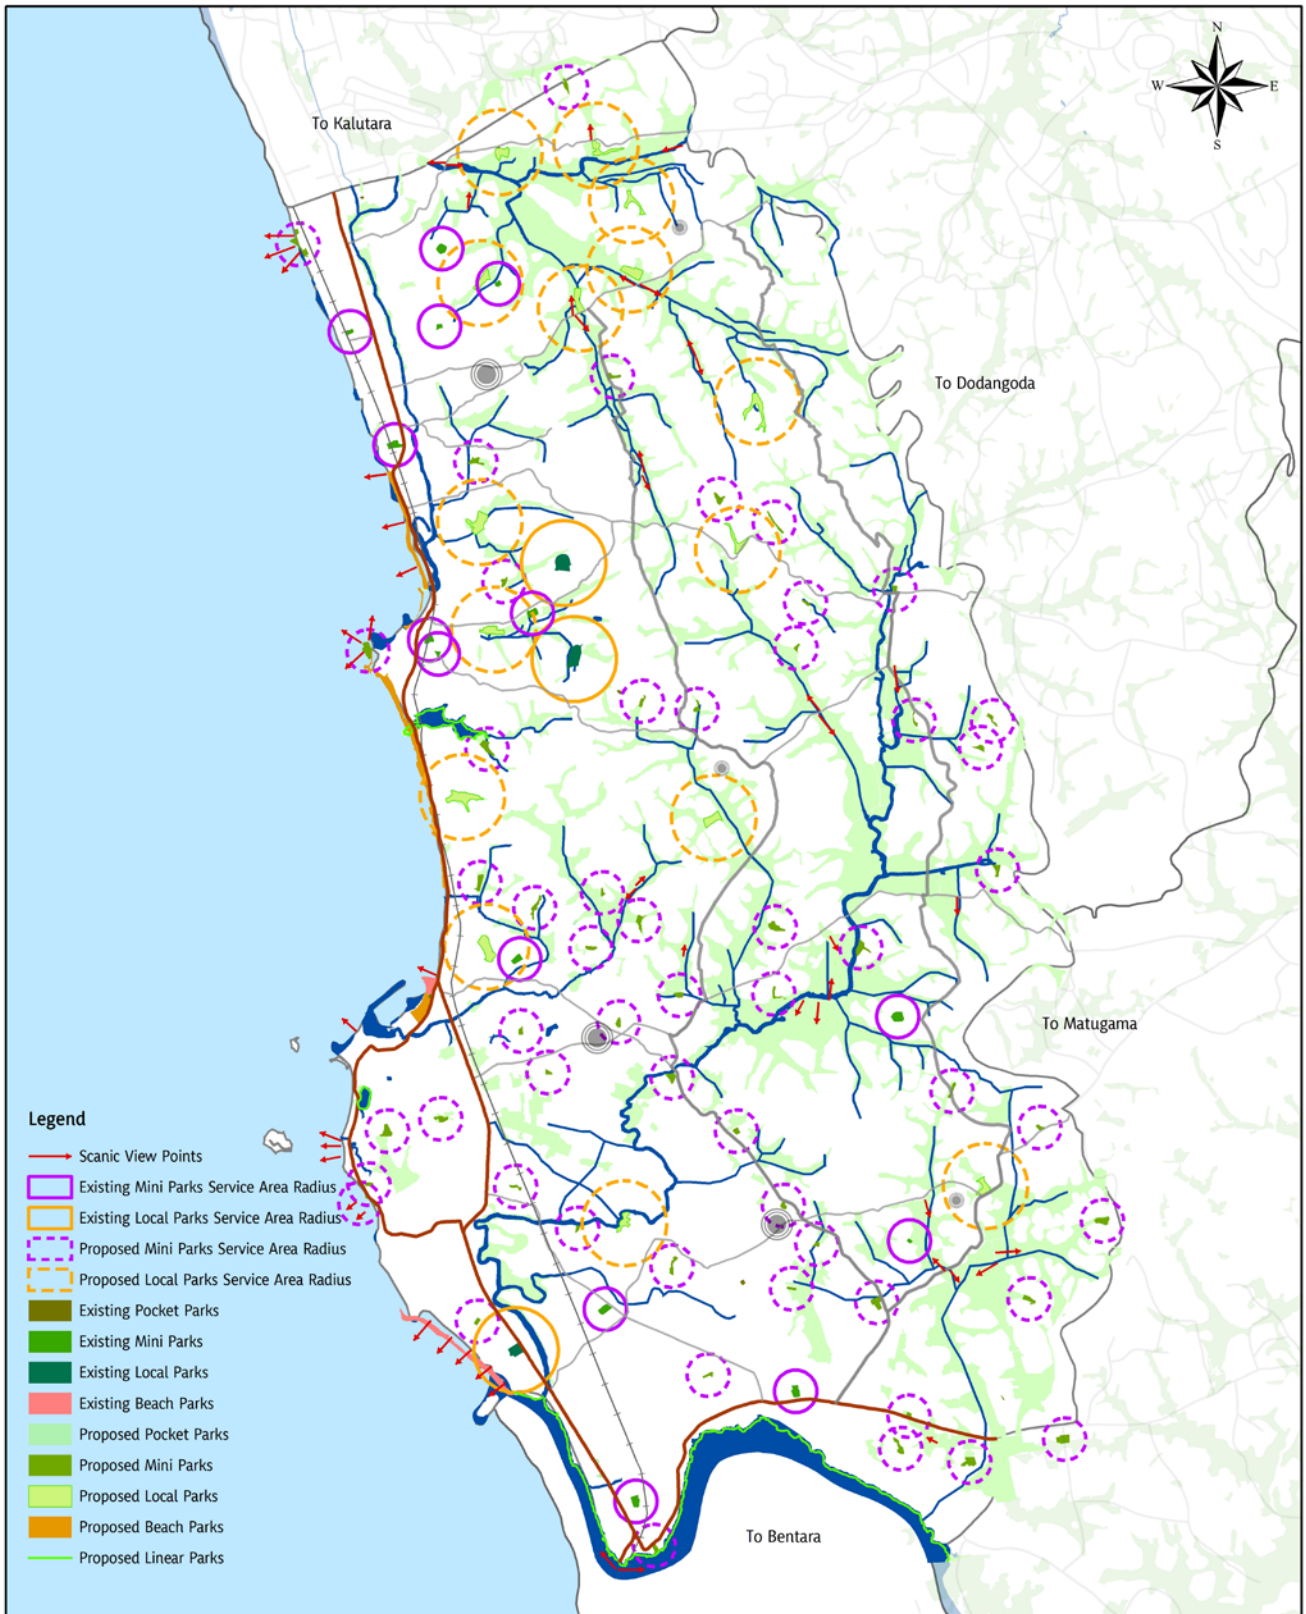 N
W
E
S
To Kalutara
To Dodangoda
To Matugama
Legend
Scanic View Points
Existing Mini Parks Service Area Radius
Existing Local Parks Service Area Radius
Proposed Mini Parks Service Area Radius
Proposed Local Parks Service Area Radius
Existing Pocket Parks
Existing Mini Parks
Existing Local Parks
Existing Beach Parks
Proposed Pocket Parks
Proposed Mini Parks
Proposed Local Parks
Proposed Beach Parks
Proposed Linear Parks
To Bentara